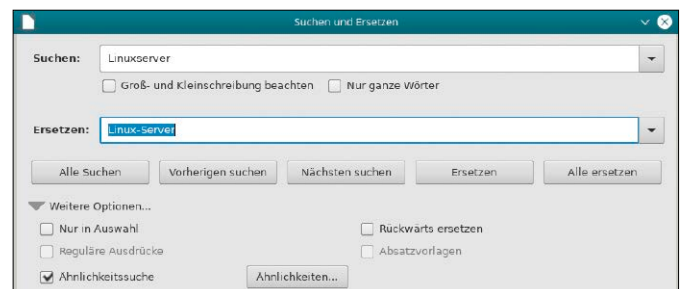 Suchen und Ersetzen
Suchen: Linuxserver
Groß- und Kleinschreibung beachten Nur ganze Wörter
Ersetzen: Linux-Server
Alle Suchen Vorherigen suchen Nächsten suchen Ersetzen Alle ersetzen
Weitere Optionen...
Nur in Auswahl Rückwärts ersetzen
Reguläre Ausdrücke Absatzvorlagen
Ähnlichkeitssuche Ähnlichkeiten...